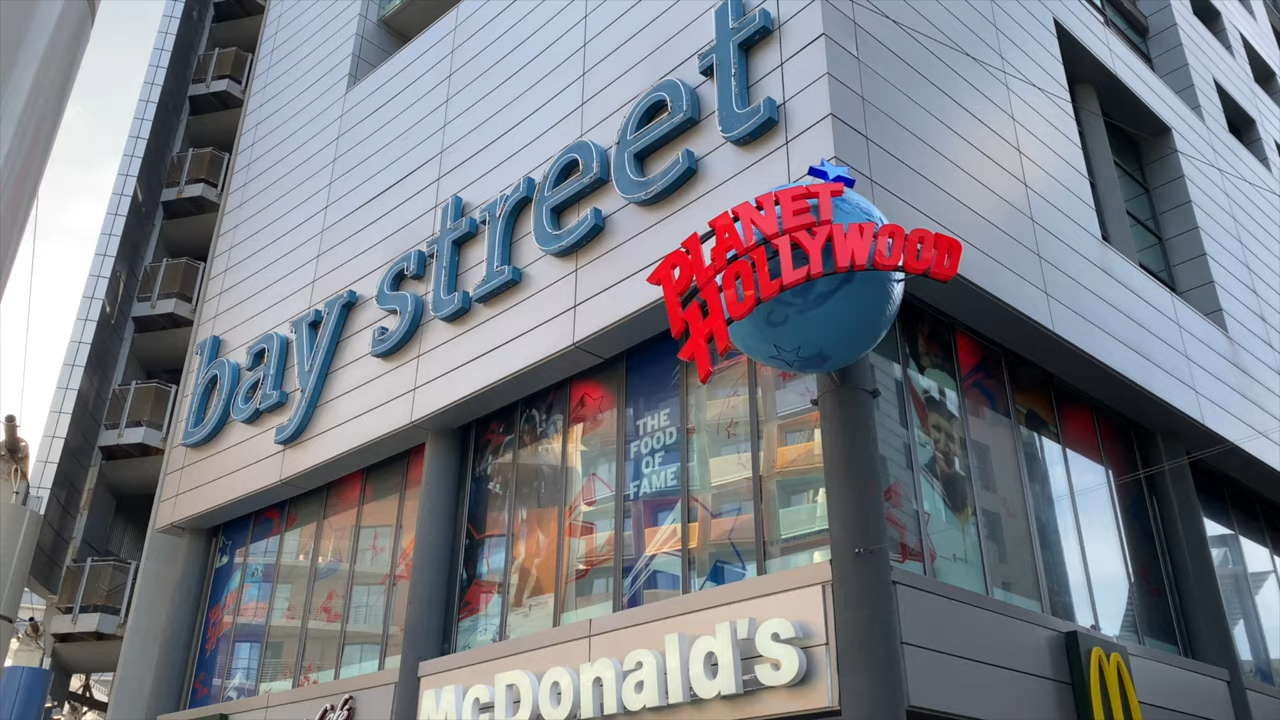 bay street
PLANET
HOLLYWOOD
THE
FOOD
OF
FAME
McDonald's